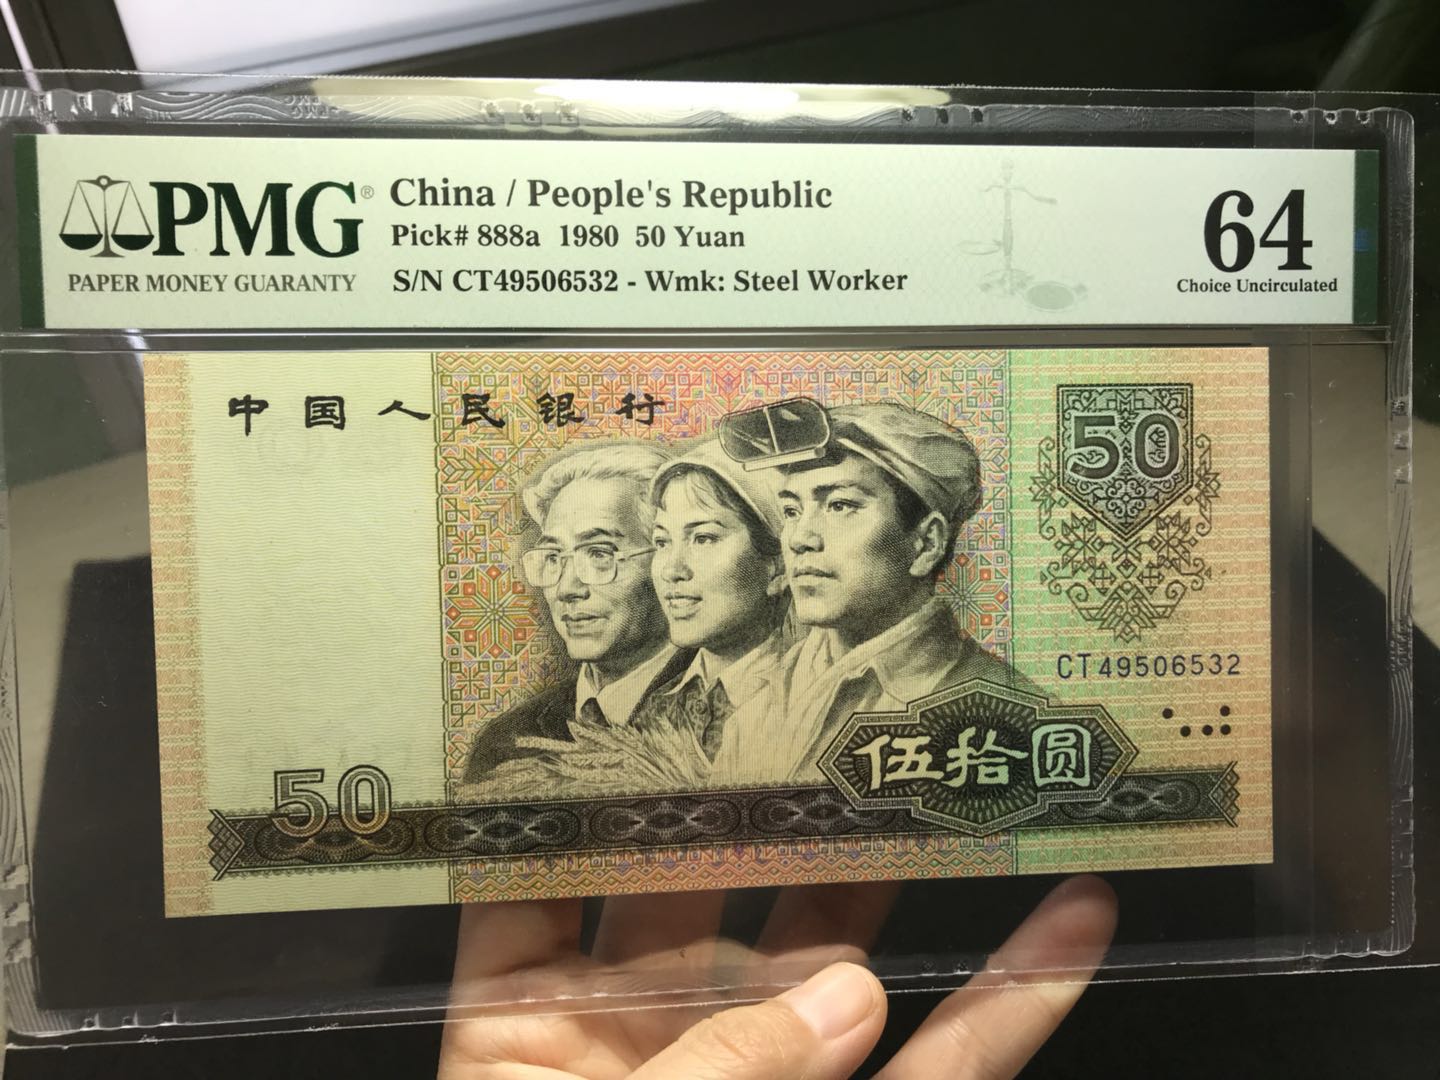 PMG®
PAPER MONEY GUARANTY
China / People's Republic
Pick# 888a 1980 50 Yuan
S/N CT49506532 - Wmk: Steel Worker
64
Choice Uncirculated
中国人民银行
50
CT49506532
伍拾圆
50